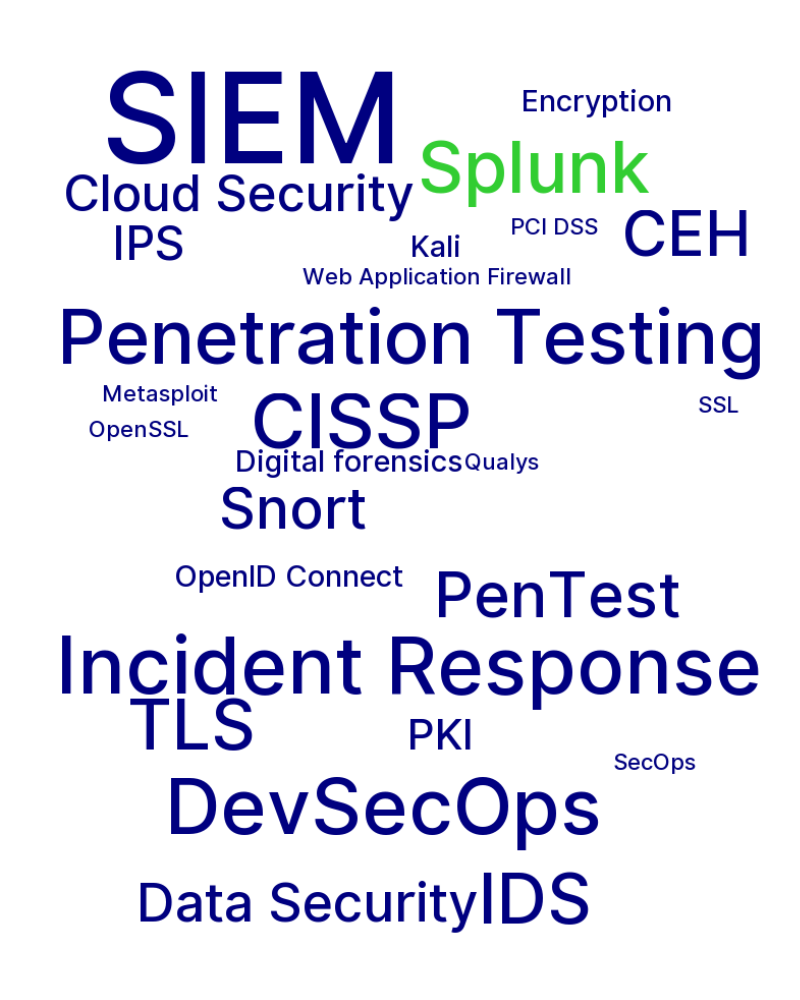 SIEM
Encryption
Splunk
Cloud Security
PCI DSS
CEH
IPS
Kali
Web Application Firewall
Penetration Testing
Metasploit
SSL
CISSP
OpenSSL
Digital forensics
Qualys
Snort
OpenID Connect
PenTest
Incident Response
TLS
PKI
SecOps
DevSecOps
Data Security
IDS